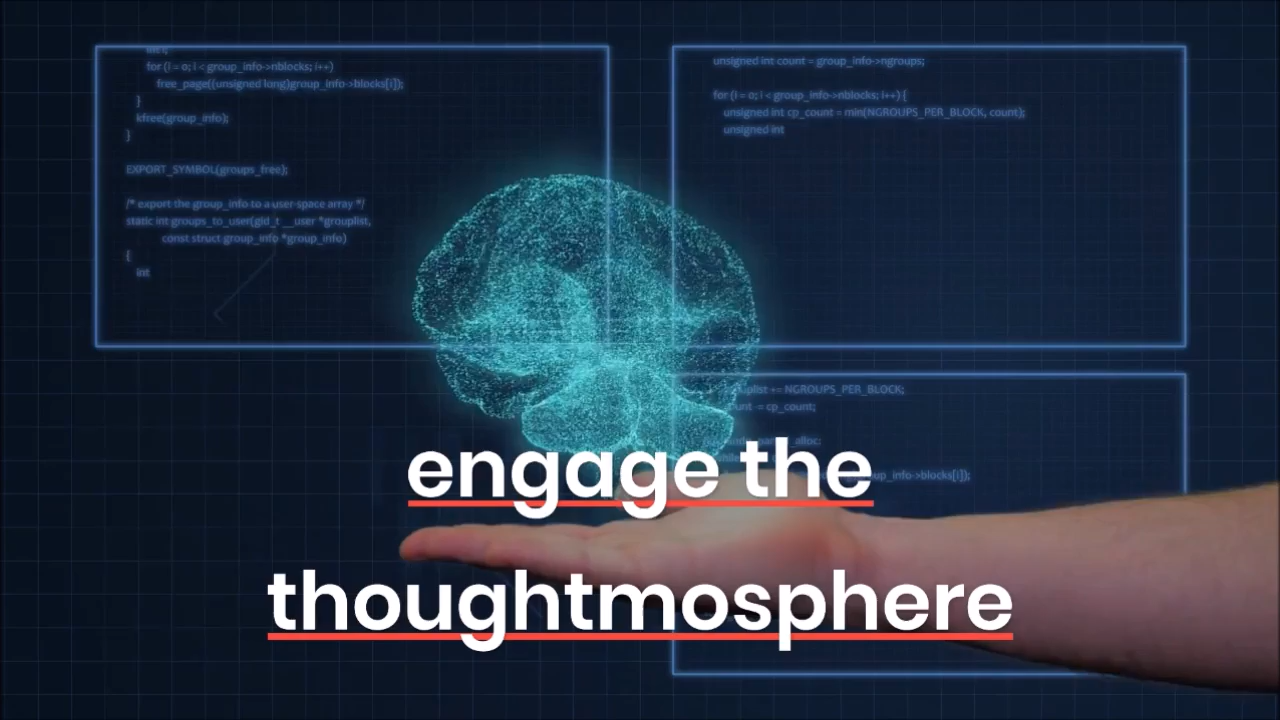 for (i = 0; i < group_info->nblocks; i++)
free_page((unsigned long)group_info->blocks[i]);
}
kfree(group_info);
}
EXPORT_SYMBOL(groups_free);
/* export the group_info to a user-space array */
static int groups_to_user(gid_t __user *grouplist,
const struct group_info *group_info)
{
int
unsigned int count = group_info->ngroups;
for (i = 0; i < group_info->nblocks; i++) {
unsigned int cp_count = min(NGROUPS_PER_BLOCK, count);
unsigned int
+= NGROUPS_PER_BLOCK;
-= cp_count;
engage the
thoughtmosphere